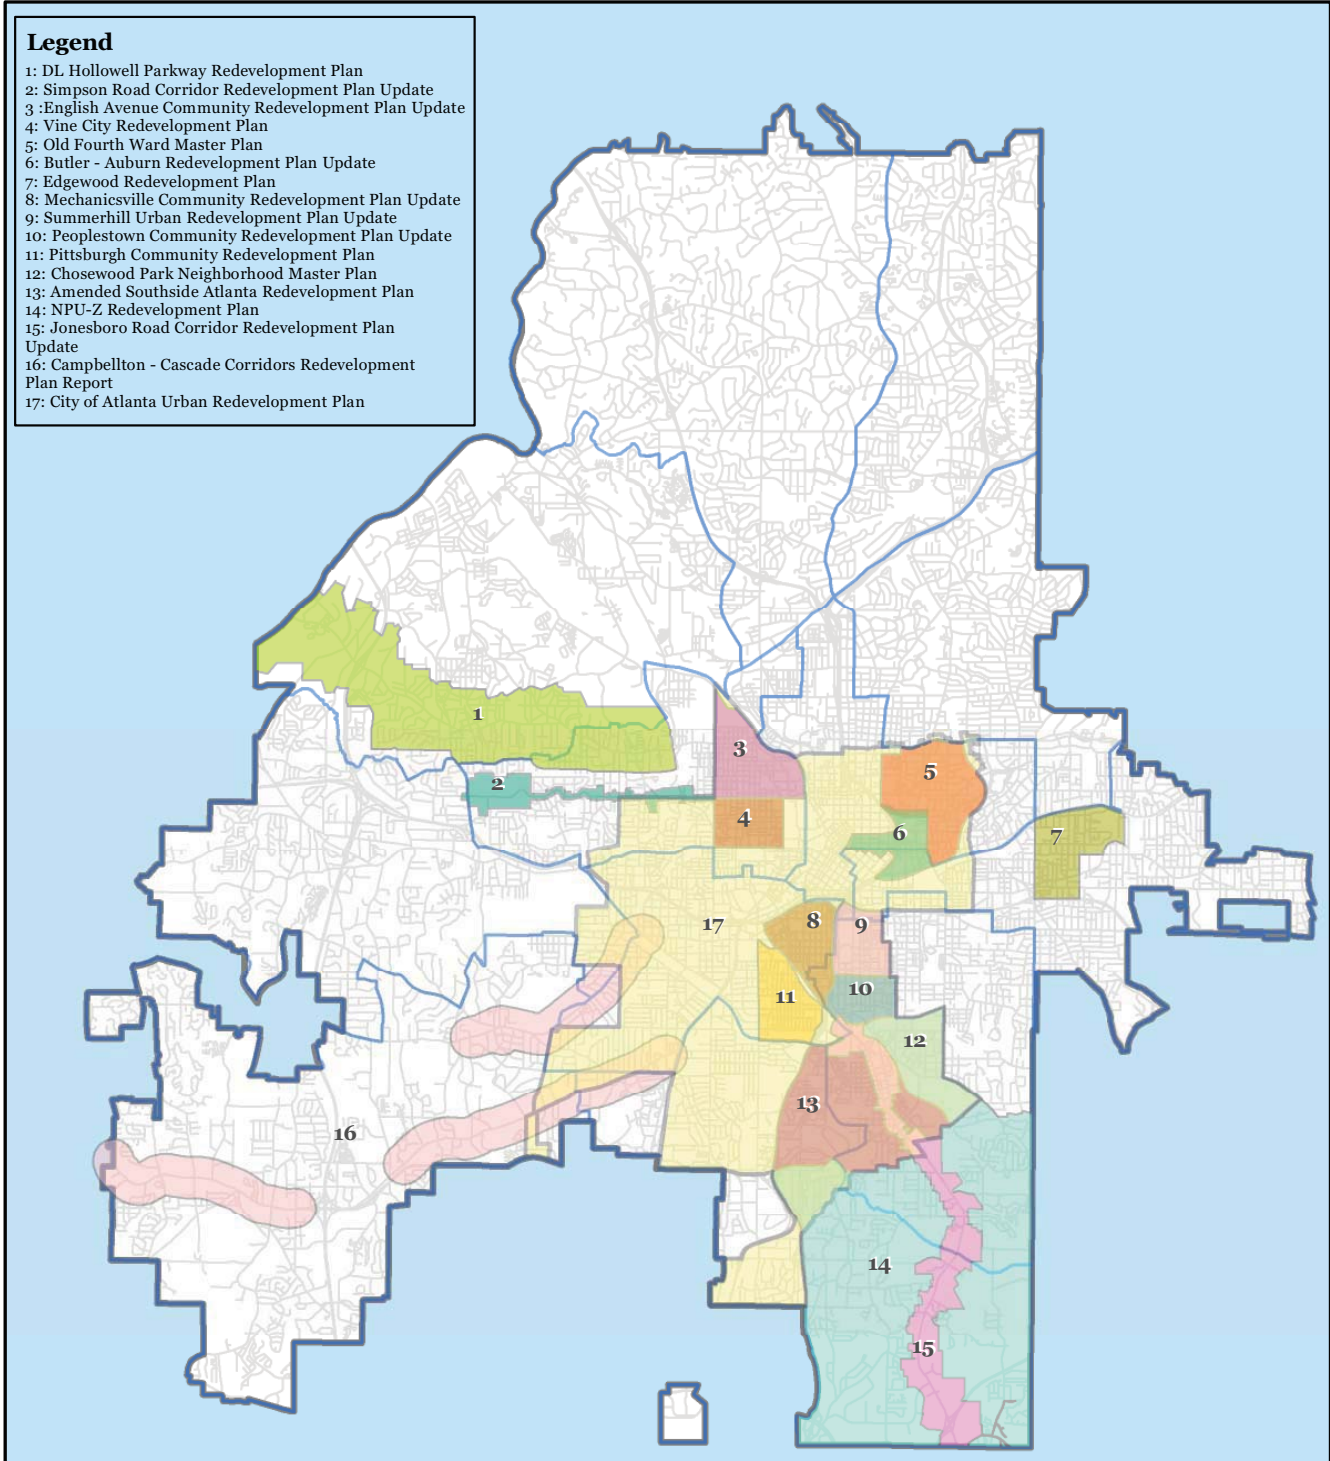 Legend
1: DL Hollowell Parkway Redevelopment Plan
2: Simpson Road Corridor Redevelopment Plan Update
3 :English Avenue Community Redevelopment Plan Update
4: Vine City Redevelopment Plan
5: Old Fourth Ward Master Plan
6: Butler - Auburn Redevelopment Plan Update
7: Edgewood Redevelopment Plan
8: Mechanicsville Community Redevelopment Plan Update
9: Summerhill Urban Redevelopment Plan Update
10: Peoplestown Community Redevelopment Plan Update
11: Pittsburgh Community Redevelopment Plan
12: Chosewood Park Neighborhood Master Plan
13: Amended Southside Atlanta Redevelopment Plan
14: NPU-Z Redevelopment Plan
15: Jonesboro Road Corridor Redevelopment Plan
Update
16: Campbellton - Cascade Corridors Redevelopment
Plan Report
17: City of Atlanta Urban Redevelopment Plan
1
3
5
2
4
6
7
17
8
9
11
10
12
13
16
14
15